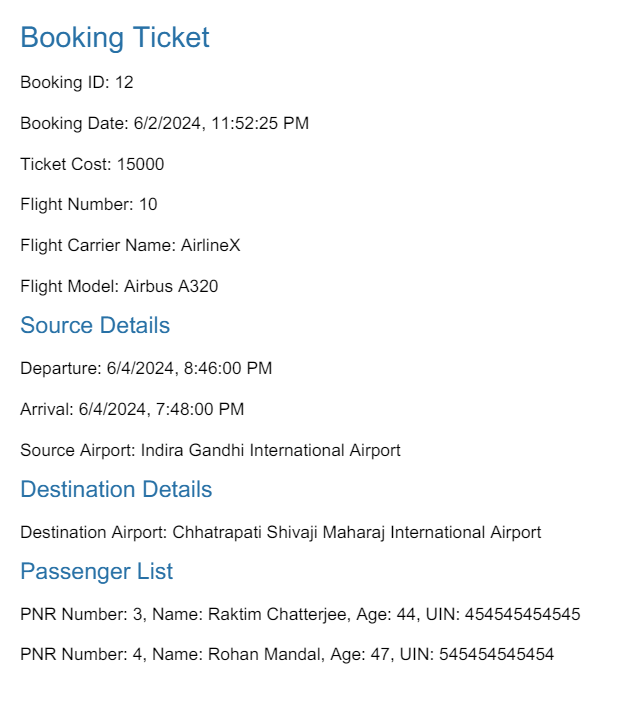 Booking Ticket
Booking ID: 12
Booking Date: 6/2/2024, 11:52:25 PM
Ticket Cost: 15000
Flight Number: 10
Flight Carrier Name: AirlineX
Flight Model: Airbus A320
Source Details
Departure: 6/4/2024, 8:46:00 PM
Arrival: 6/4/2024, 7:48:00 PM
Source Airport: Indira Gandhi International Airport
Destination Details
Destination Airport: Chhatrapati Shivaji Maharaj International Airport
Passenger List
PNR Number: 3, Name: Raktim Chatterjee, Age: 44, UIN: 454545454545
PNR Number: 4, Name: Rohan Mandal, Age: 47, UIN: 545454545454